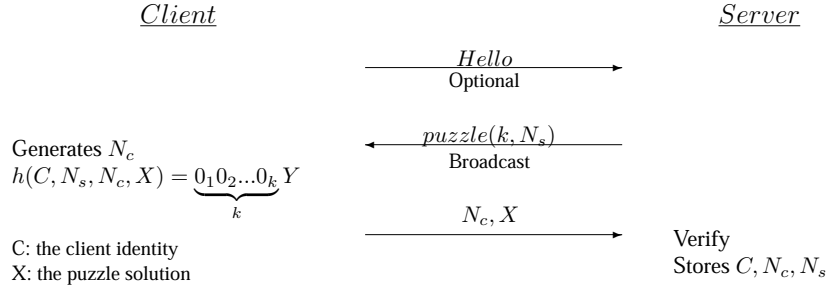 Client
Server
Hello
Optional
puzzle(k, N_s)
Broadcast
Generates N_c
h(C, N_s, N_c, X) = 0_1 0_2 ... 0_k Y
k
N_c, X
C: the client identity
X: the puzzle solution
Verify
Stores C, N_c, N_s